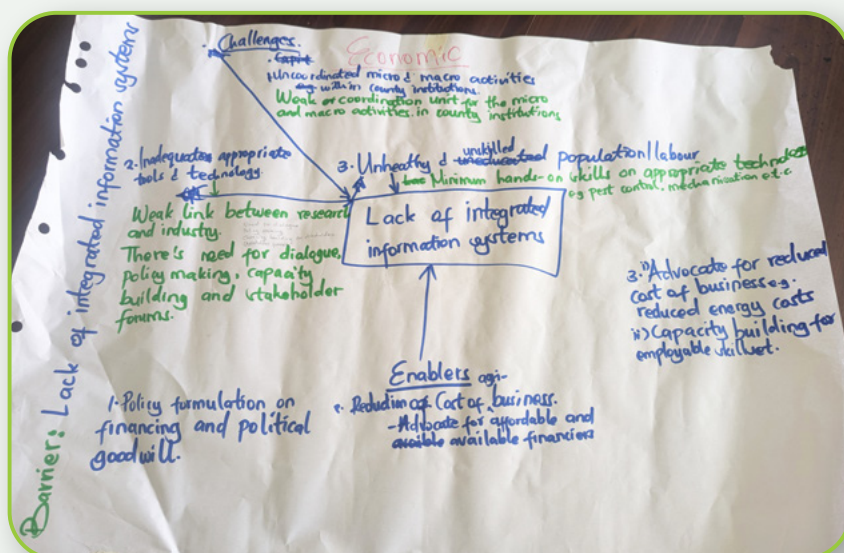 Barrier: Lack of integrated information systems
Economic
Challenges.
1. Uncoordinated micro & macro activities
eg within county institutions.
Weak coordination unit for the micro
and macro activities in county institutions
2. Inadequate appropriate
tools & technology.
Weak link between research
and industry.
There's need for dialogue,
policy making, capacity
building and stakeholder
forums.
3. Unheathy & unskilled population/labour
Minimum hands-on skills on appropriate technology
eg pest control, mechanisation e.t.c
Lack of integrated
information systems
Enablers
1. Policy formulation on
financing and political
goodwill.
2. Reduction of Cost of agri-business.
- Advocate for affordable and
available financiers
3. i) Advocate for reduced
cost of business e.g.
reduced energy costs
ii) Capacity building for
employable skillset.